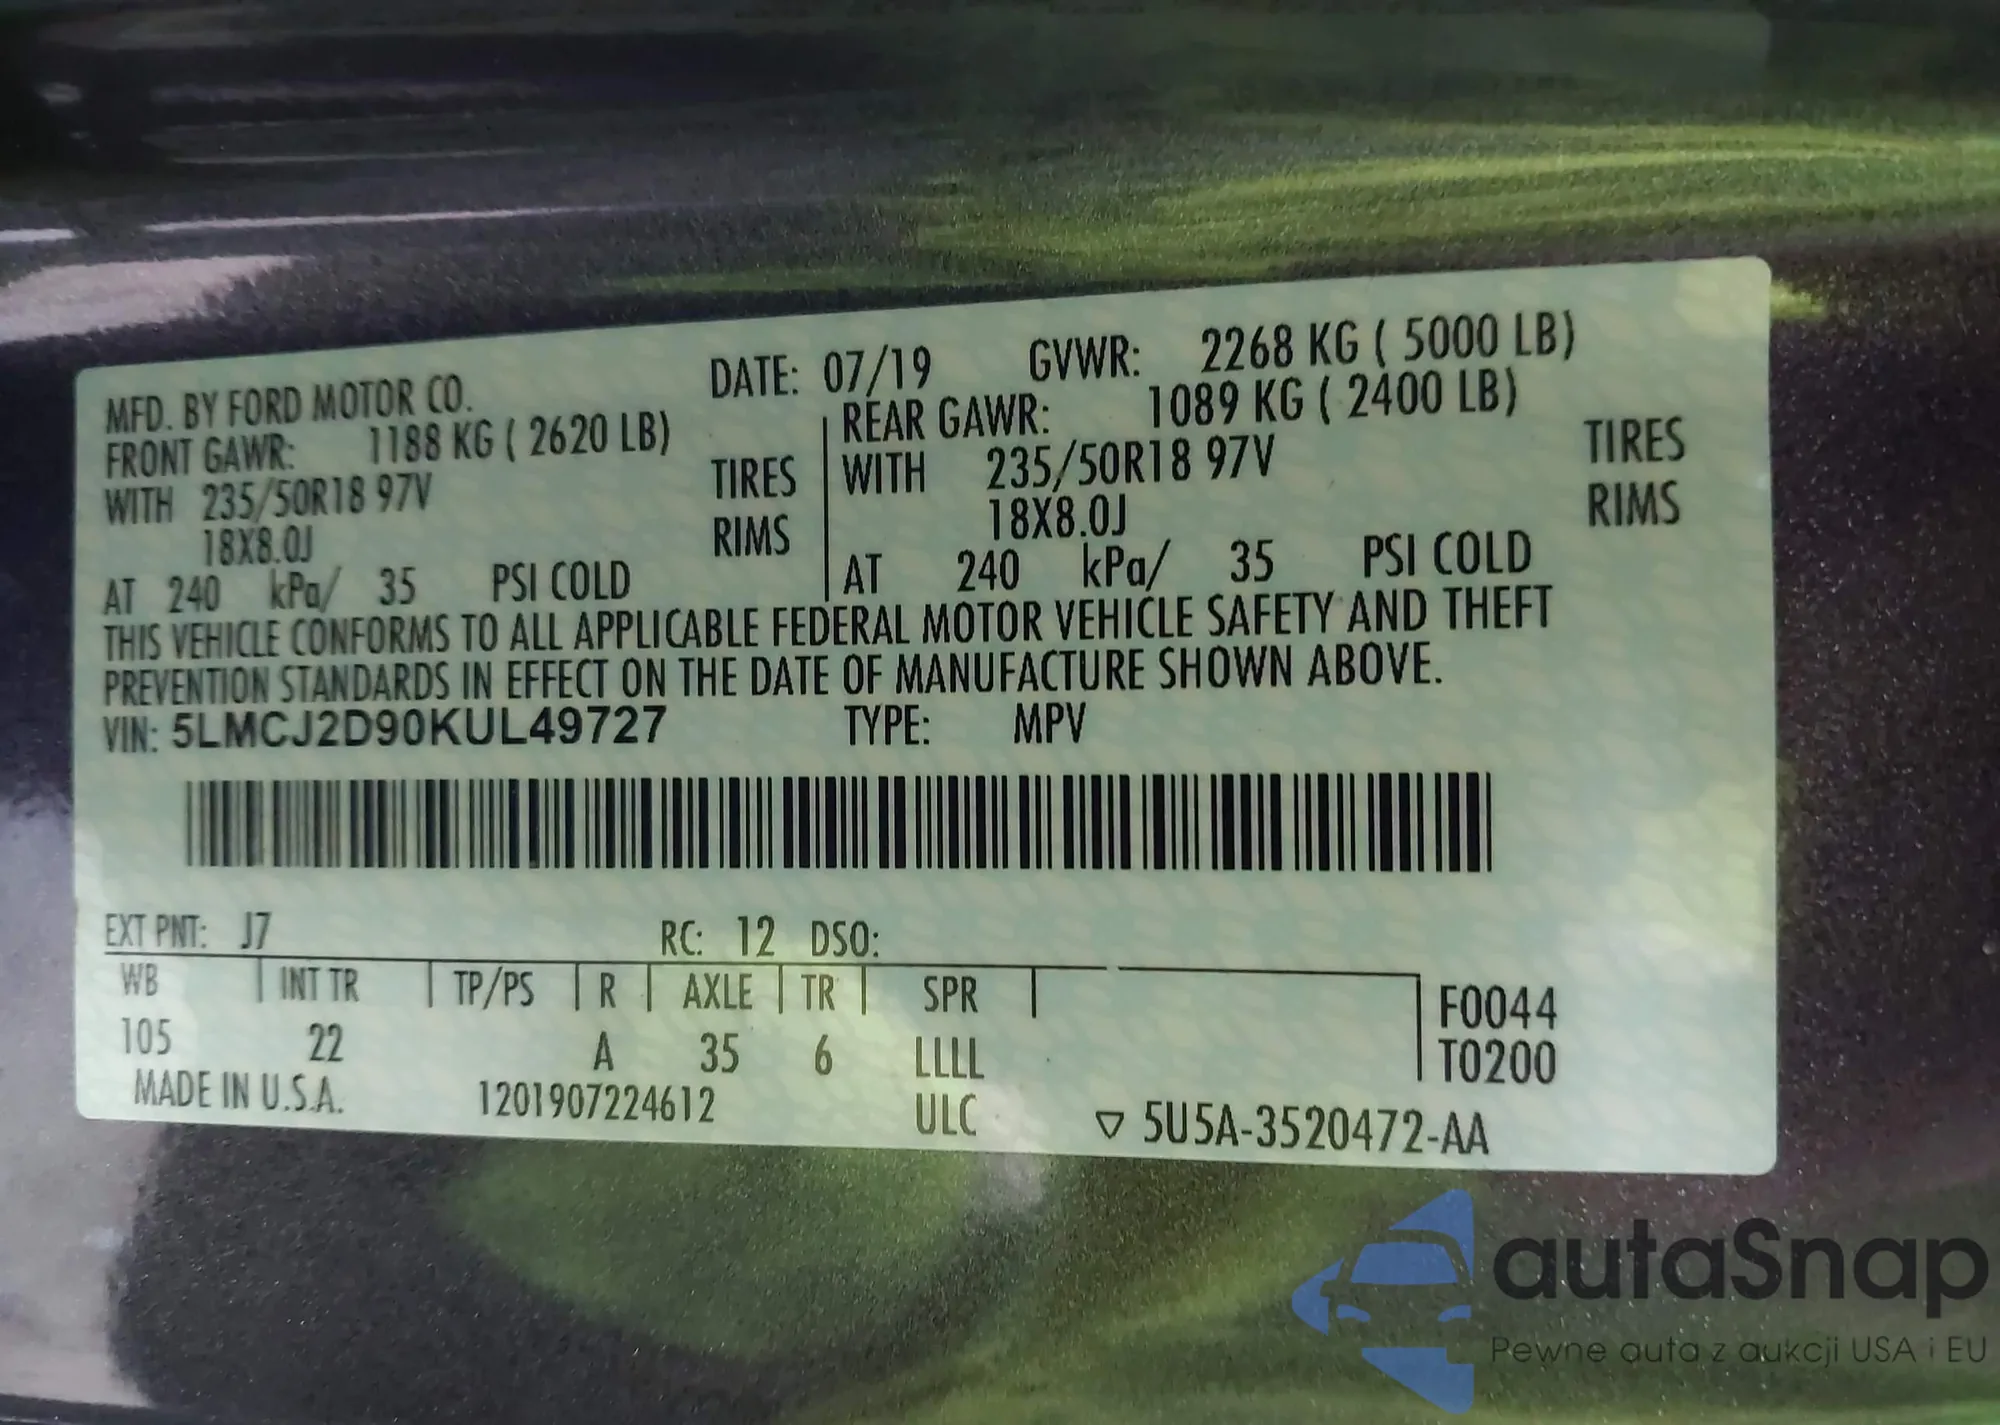 MFD. BY FORD MOTOR CO. DATE: 07/19 GVWR: 2268 KG ( 5000 LB)
FRONT GAWR: 1188 KG ( 2620 LB) REAR GAWR: 1089 KG ( 2400 LB)
WITH 235/50R18 97V TIRES WITH 235/50R18 97V TIRES
18X8.0J RIMS 18X8.0J RIMS
AT 240 kPa/ 35 PSI COLD AT 240 kPa/ 35 PSI COLD
THIS VEHICLE CONFORMS TO ALL APPLICABLE FEDERAL MOTOR VEHICLE SAFETY AND THEFT
PREVENTION STANDARDS IN EFFECT ON THE DATE OF MANUFACTURE SHOWN ABOVE.
VIN: 5LMCJ2D90KUL49727 TYPE: MPV
EXT PNT: J7 RC: 12 DSO:
WB INT TR TP/PS R AXLE TR SPR F0044
105 22 A 35 6 LLLL T0200
MADE IN U.S.A. 1201907224612 ULC ▽ 5U5A-3520472-AA
autaSnap
Pewne auta z aukcji USA i EU